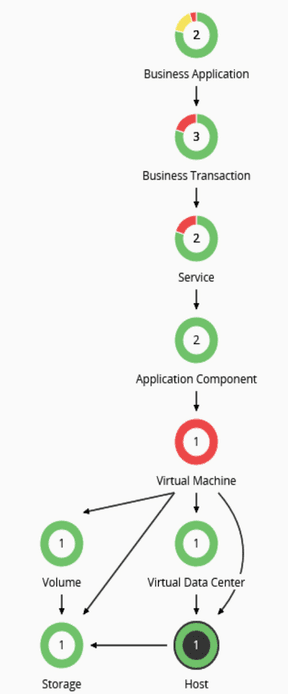 2
Business Application
3
Business Transaction
2
Service
2
Application Component
1
Virtual Machine
1 1
Volume Virtual Data Center
1 1
Storage Host